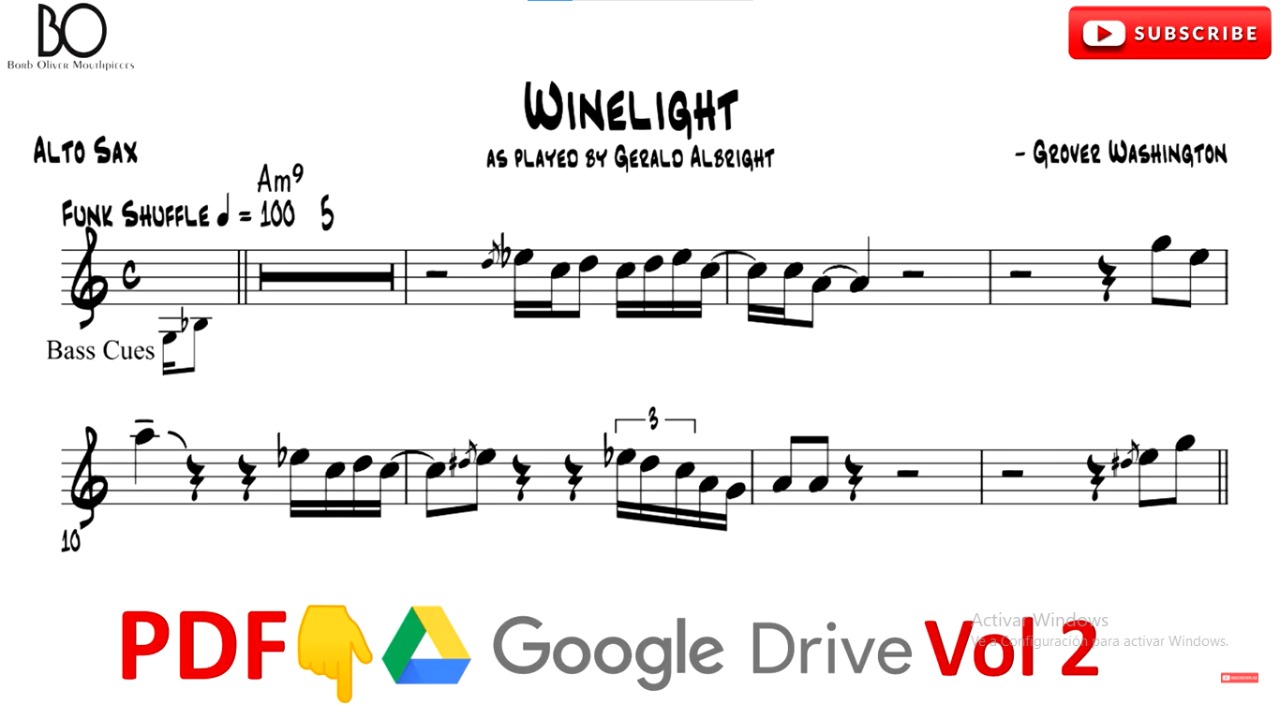 BO
Borb Oliver Mouthpieces
SUBSCRIBE
Winelight
Alto Sax
as played by Gerald Albright
- Grover Washington
Am9
Funk Shuffle ♩ = 100
5
Bass Cues
3
10
PDF Google Drive Vol 2
Activar Windows
Ve a Configuración para activar Windows.